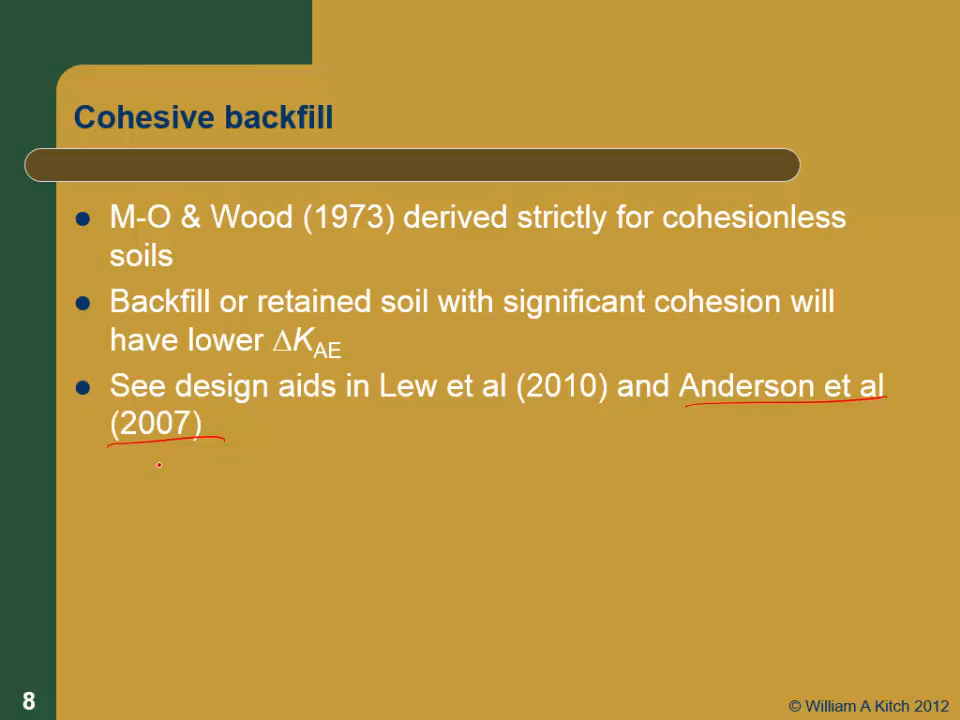 Cohesive backfill
M-O & Wood (1973) derived strictly for cohesionless
soils
Backfill or retained soil with significant cohesion will
have lower ΔKAE
See design aids in Lew et al (2010) and Anderson et al
(2007)
8
© William A Kitch 2012